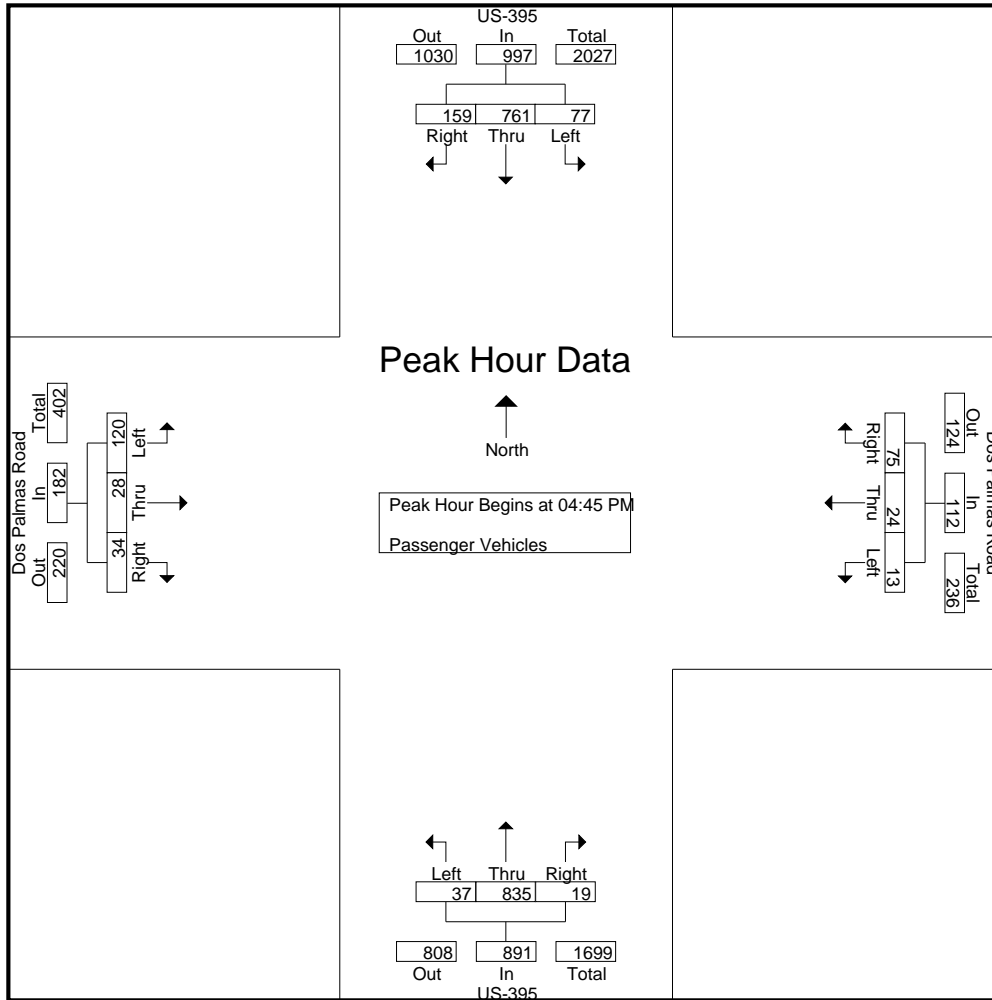 US-395
Out In Total
1030 997 2027
159 761 77
Right Thru Left
Peak Hour Data
North
Peak Hour Begins at 04:45 PM
Passenger Vehicles
Dos Palmas Road
Out In Total
220 182 402
120 28 34
Left Thru Right
Dos Palmas Road
Out In Total
124 112 236
75 24 13
Right Thru Left
Left Thru Right
37 835 19
808 891 1699
Out In Total
US-395